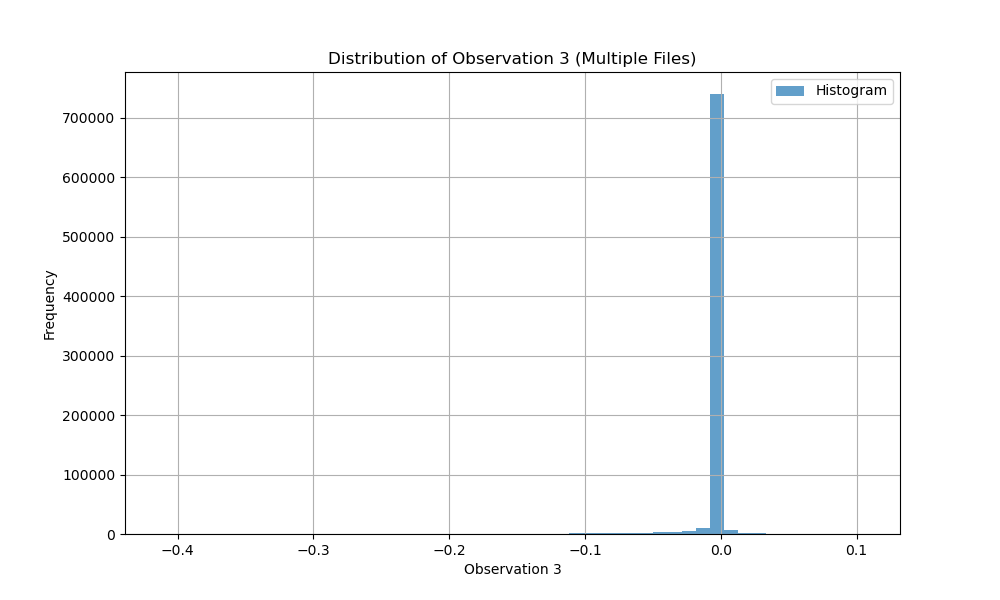 Distribution of Observation 3 (Multiple Files)
Histogram
700000
600000
500000
400000
300000
200000
100000
0
Frequency
−0.4 −0.3 −0.2 −0.1 0.0 0.1
Observation 3